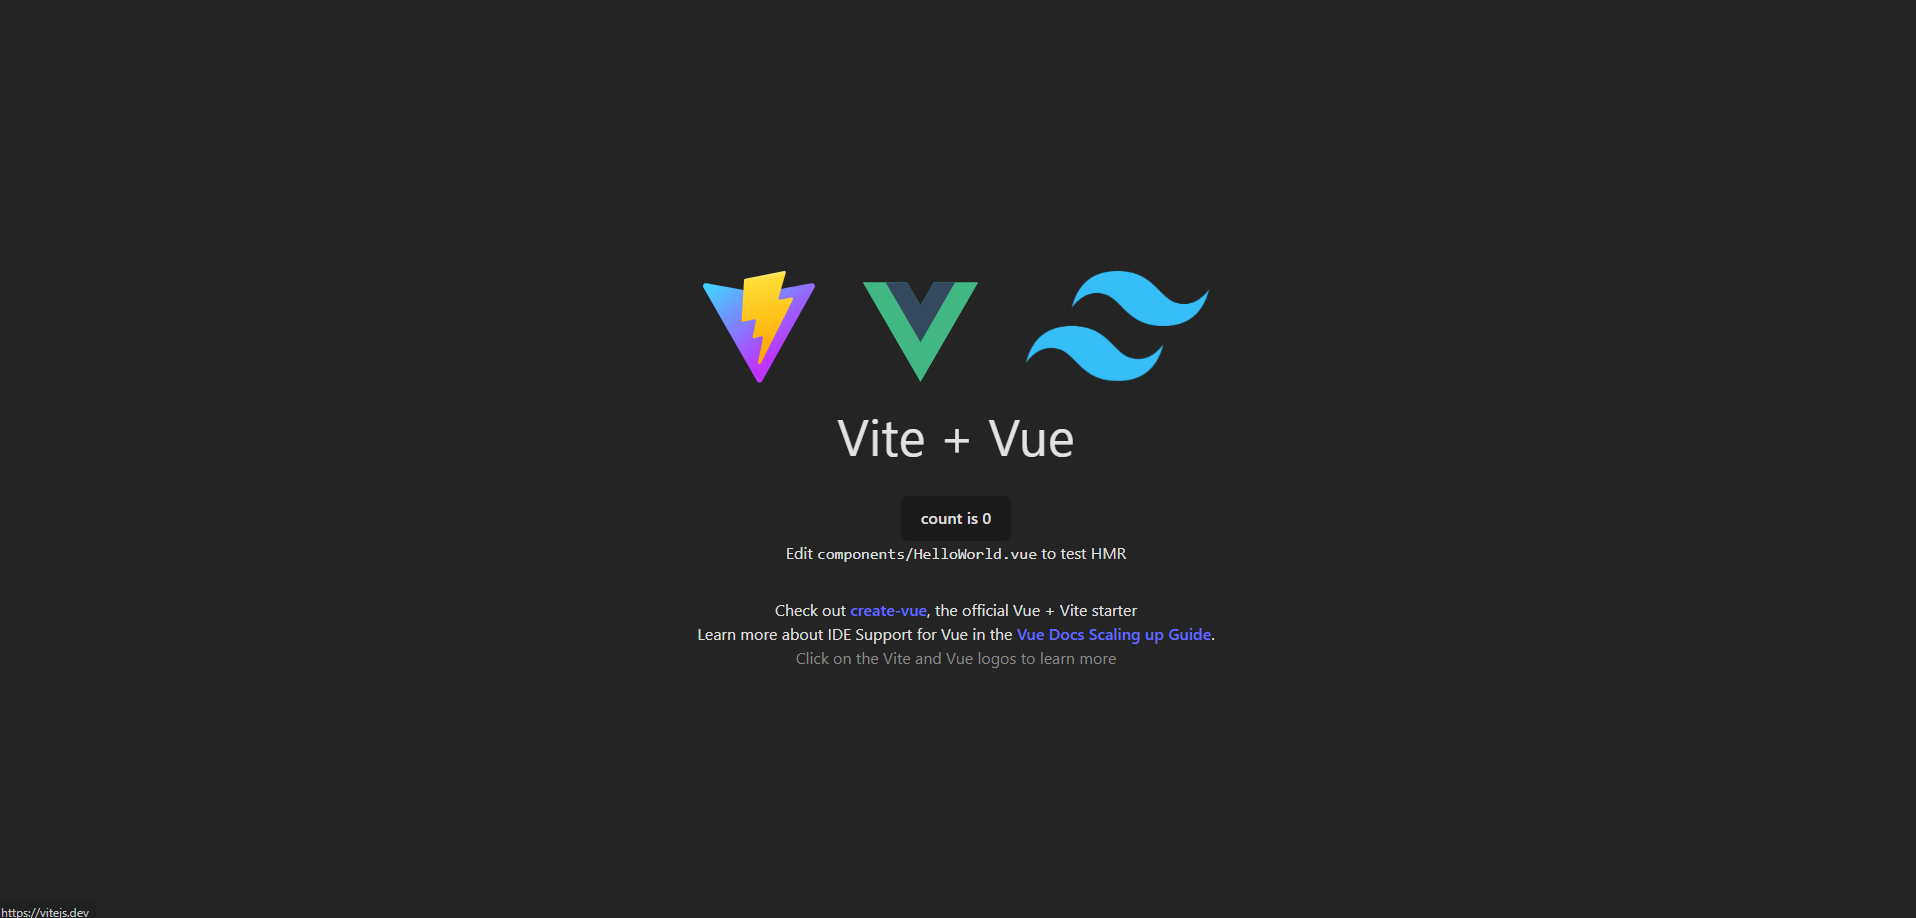 Vite + Vue
count is 0
Edit components/HelloWorld.vue to test HMR
Check out create-vue, the official Vue + Vite starter
Learn more about IDE Support for Vue in the Vue Docs Scaling up Guide.
Click on the Vite and Vue logos to learn more
https://vitejs.dev